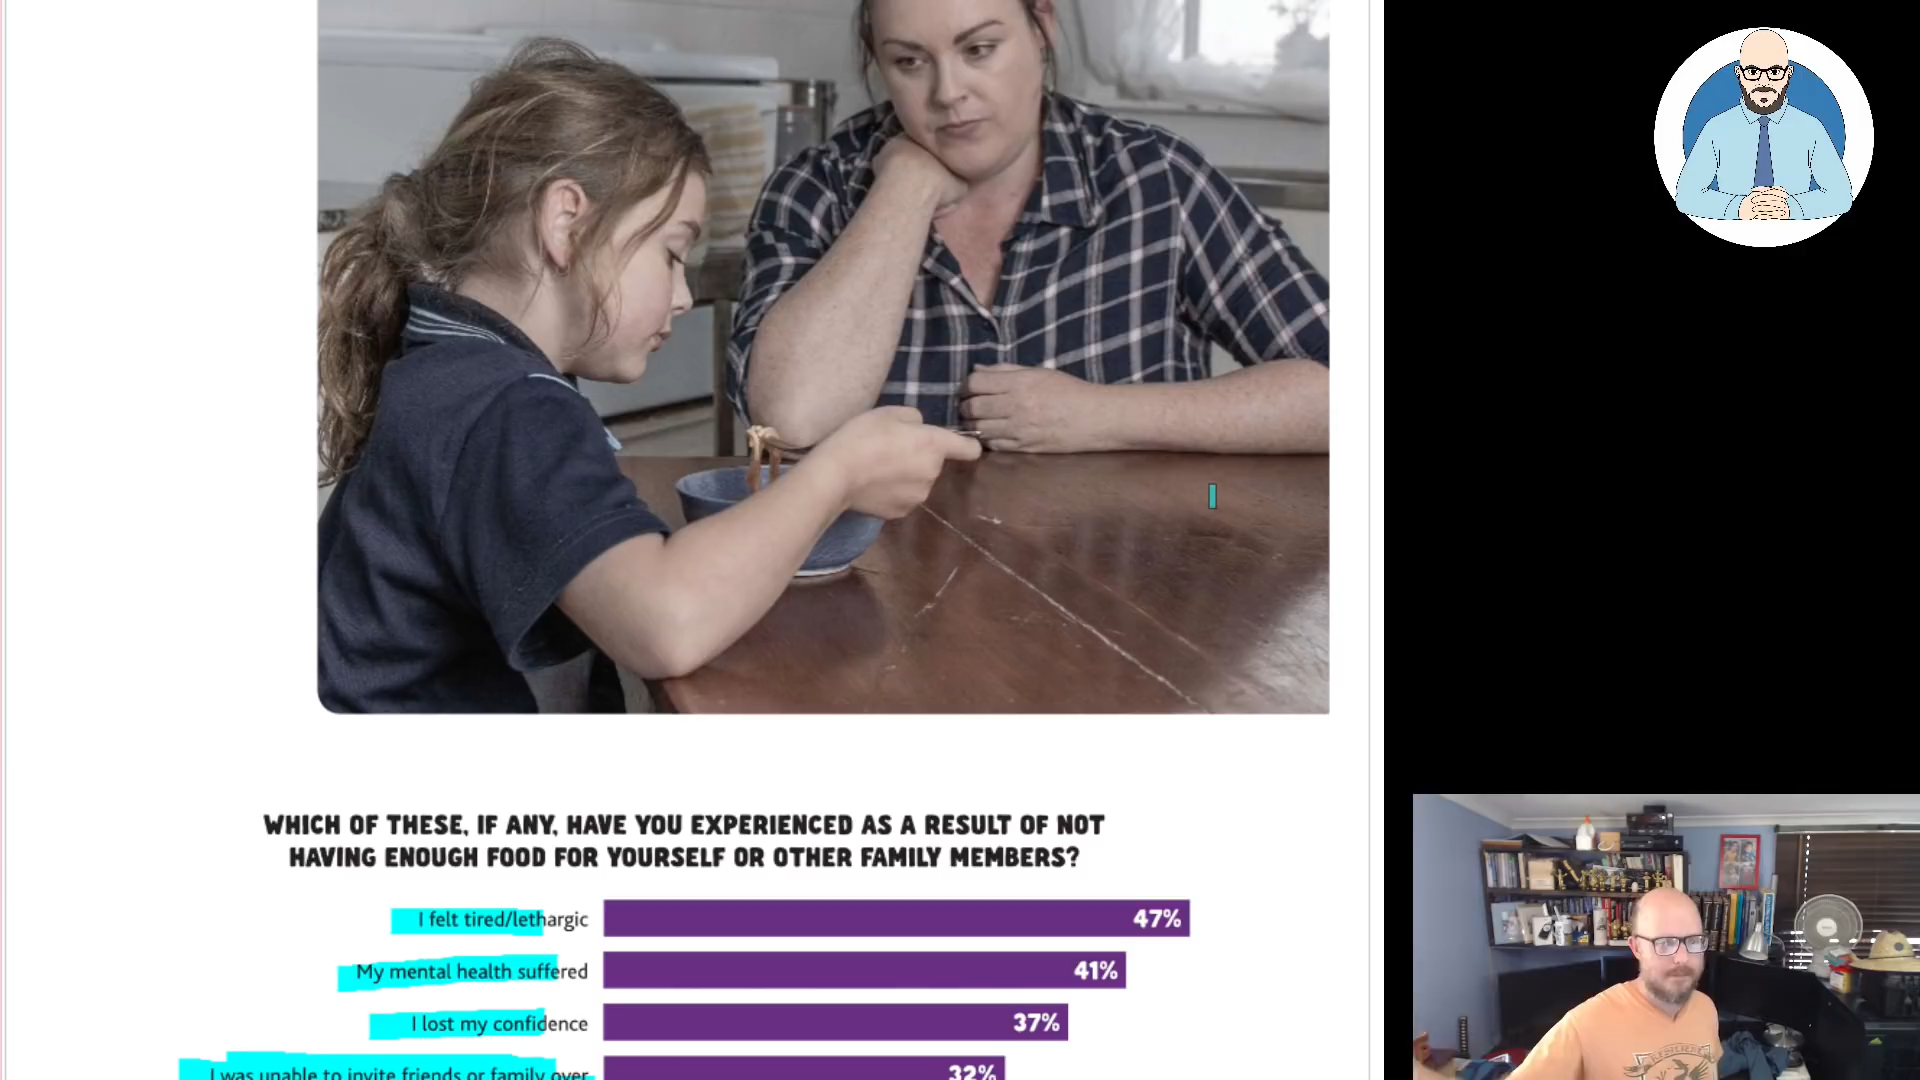 WHICH OF THESE, IF ANY, HAVE YOU EXPERIENCED AS A RESULT OF NOT
HAVING ENOUGH FOOD FOR YOURSELF OR OTHER FAMILY MEMBERS?
I felt tired/lethargic 47%
My mental health suffered 41%
I lost my confidence 37%
I was unable to invite friends or family over 32%